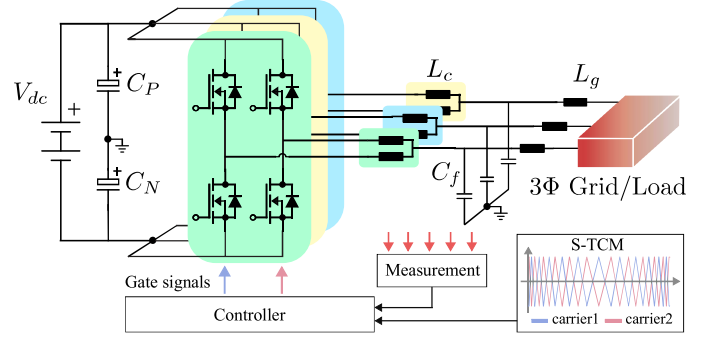 V_dc
+
+
C_P
+
C_N
L_c
L_g
C_f
3Φ Grid/Load
Gate signals
Controller
Measurement
S-TCM
carrier1 carrier2